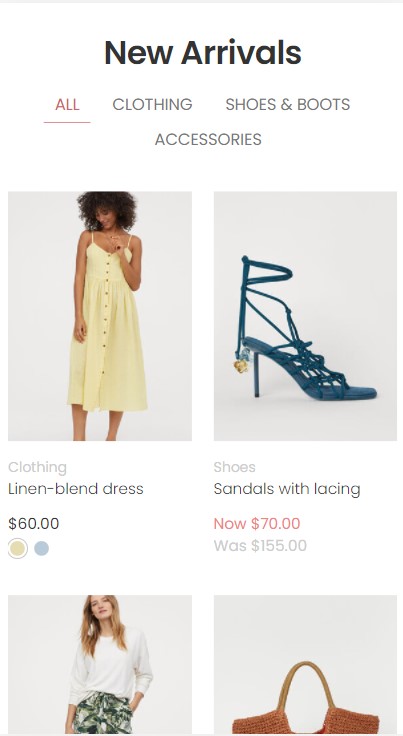 New Arrivals
ALL CLOTHING SHOES & BOOTS
ACCESSORIES
Clothing
Linen-blend dress
$60.00
Shoes
Sandals with lacing
Now $70.00
Was $155.00